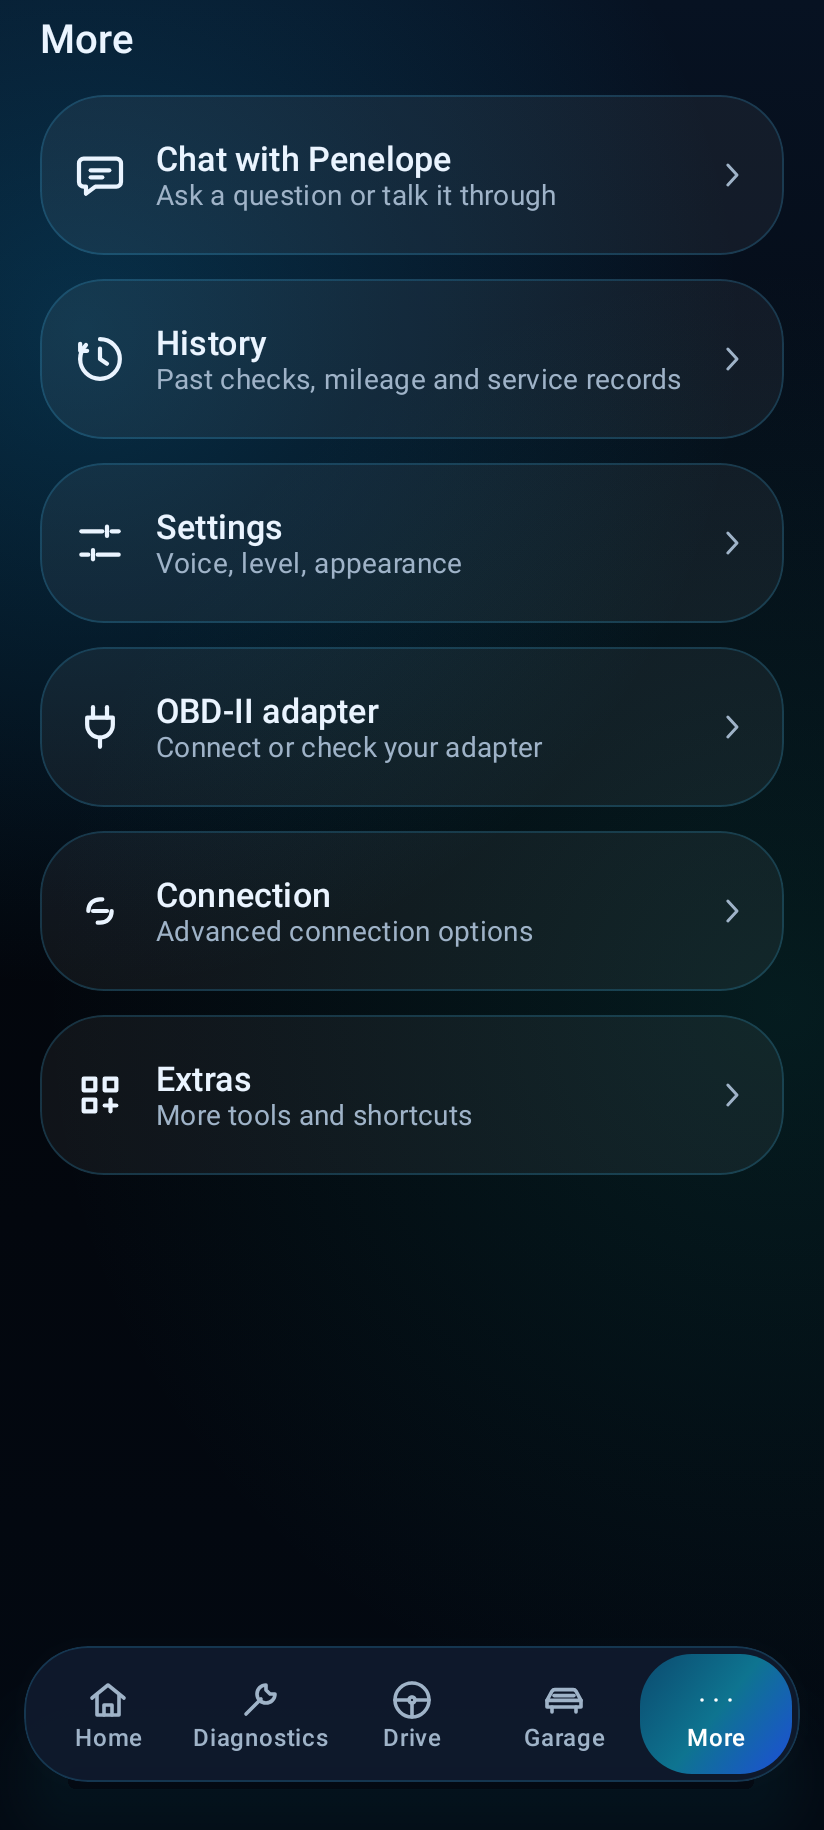 More
Chat with Penelope
Ask a question or talk it through
History
Past checks, mileage and service records
Settings
Voice, level, appearance
OBD-II adapter
Connect or check your adapter
Connection
Advanced connection options
Extras
More tools and shortcuts
Home Diagnostics Drive Garage More